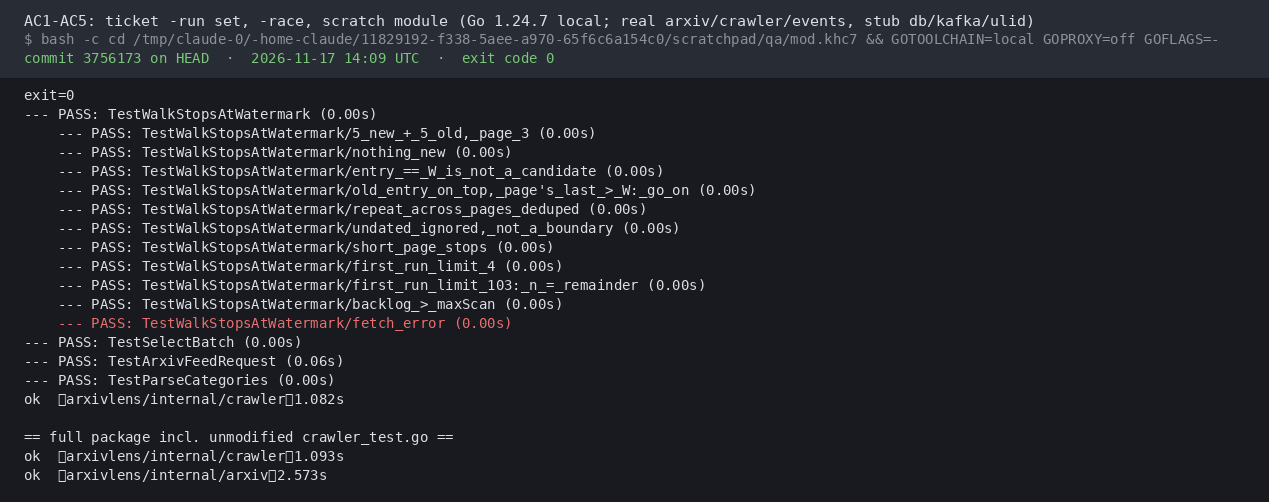 AC1-AC5: ticket -run set, -race, scratch module (Go 1.24.7 local; real arxiv/crawler/events, stub db/kafka/ulid)
$ bash -c cd /tmp/claude-0/-home-claude/11829192-f338-5aee-a970-65f6c6a154c0/scratchpad/qa/mod.khc7 && GOTOOLCHAIN=local GOPROXY=off GOFLAGS=-
commit 3756173 on HEAD · 2026-11-17 14:09 UTC · exit code 0
exit=0
--- PASS: TestWalkStopsAtWatermark (0.00s)
    --- PASS: TestWalkStopsAtWatermark/5_new_+_5_old,_page_3 (0.00s)
    --- PASS: TestWalkStopsAtWatermark/nothing_new (0.00s)
    --- PASS: TestWalkStopsAtWatermark/entry_==_W_is_not_a_candidate (0.00s)
    --- PASS: TestWalkStopsAtWatermark/old_entry_on_top,_page's_last_>_W:_go_on (0.00s)
    --- PASS: TestWalkStopsAtWatermark/repeat_across_pages_deduped (0.00s)
    --- PASS: TestWalkStopsAtWatermark/undated_ignored,_not_a_boundary (0.00s)
    --- PASS: TestWalkStopsAtWatermark/short_page_stops (0.00s)
    --- PASS: TestWalkStopsAtWatermark/first_run_limit_4 (0.00s)
    --- PASS: TestWalkStopsAtWatermark/first_run_limit_103:_n_=_remainder (0.00s)
    --- PASS: TestWalkStopsAtWatermark/backlog_>_maxScan (0.00s)
    --- PASS: TestWalkStopsAtWatermark/fetch_error (0.00s)
--- PASS: TestSelectBatch (0.00s)
--- PASS: TestArxivFeedRequest (0.06s)
--- PASS: TestParseCategories (0.00s)
ok  □arxivlens/internal/crawler□1.082s
== full package incl. unmodified crawler_test.go ==
ok  □arxivlens/internal/crawler□1.093s
ok  □arxivlens/internal/arxiv□2.573s